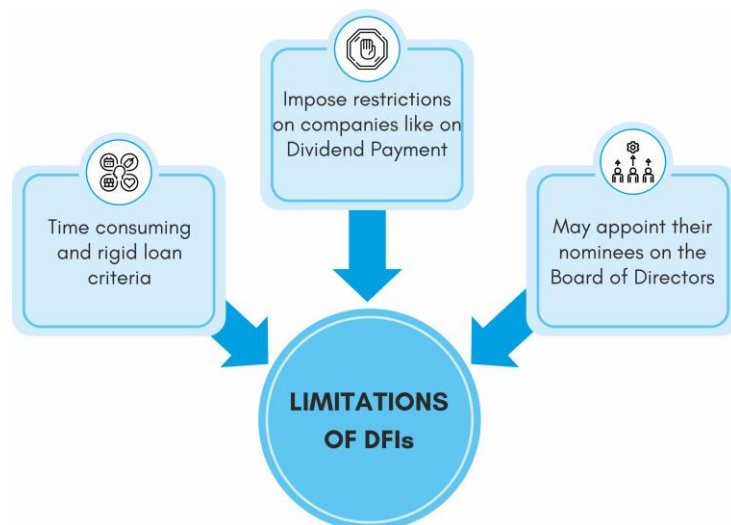 Impose restrictions
on companies like on
Dividend Payment
Time consuming
and rigid loan
criteria
May appoint their
nominees on the
Board of Directors
LIMITATIONS
OF DFIs